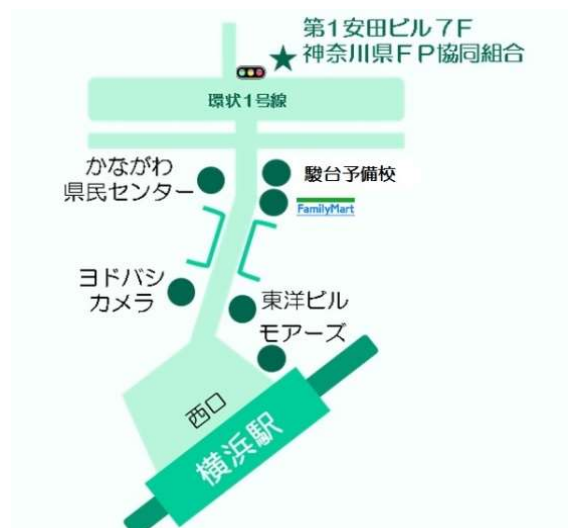 第1安田ビル7F
神奈川県FP協同組合
環状1号線
かながわ
県民センター
駿台予備校
FamilyMart
ヨドバシ
カメラ
東洋ビル
モアーズ
西口
横浜駅